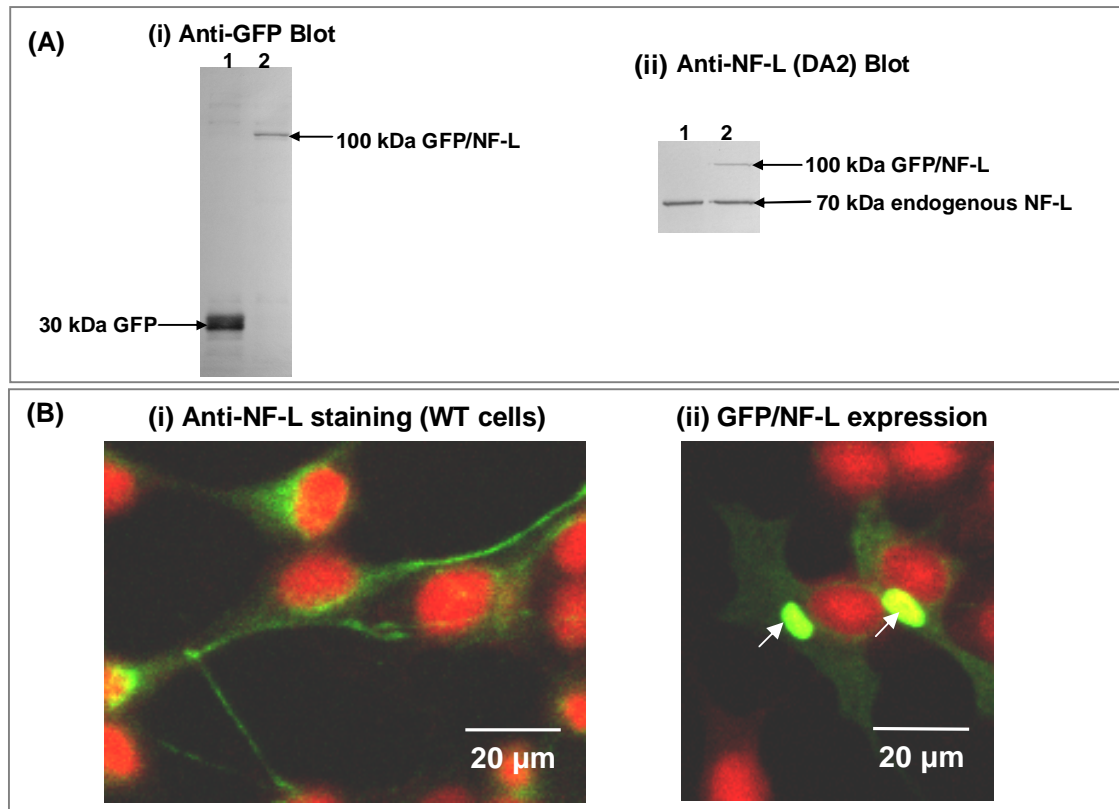 (A)
(i) Anti-GFP Blot
1 2
100 kDa GFP/NF-L
30 kDa GFP
(ii) Anti-NF-L (DA2) Blot
1 2
100 kDa GFP/NF-L
70 kDa endogenous NF-L
(B)
(i) Anti-NF-L staining (WT cells)
20 µm
(ii) GFP/NF-L expression
20 µm